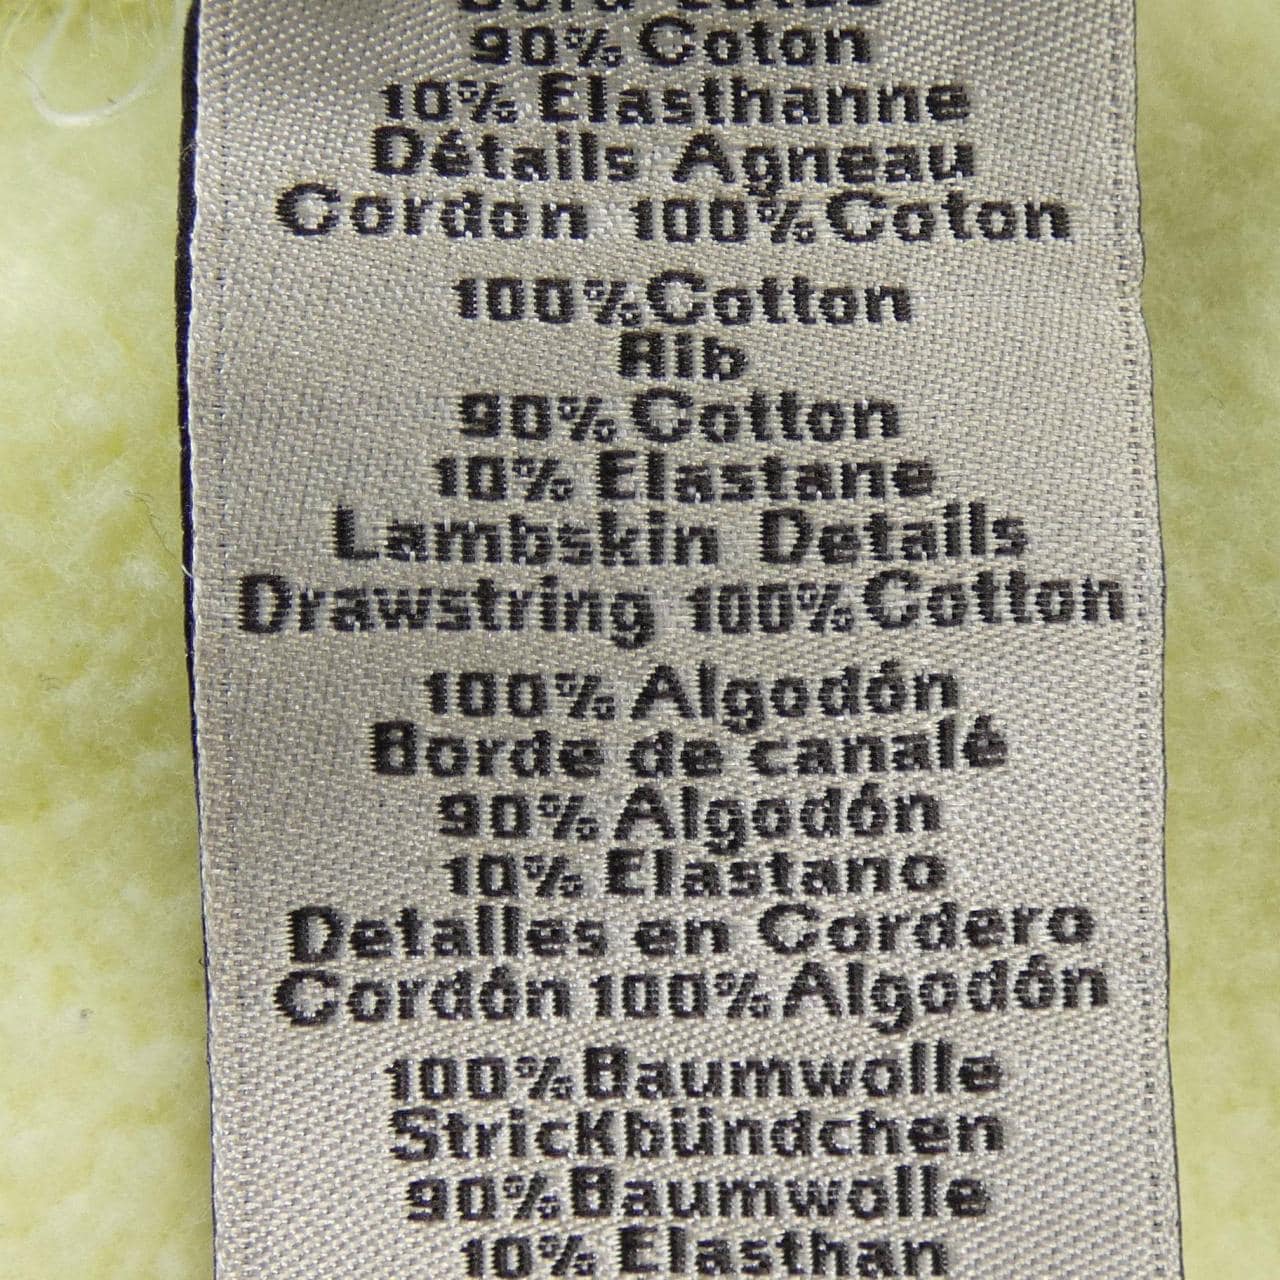 90% Coton
10% Elasthanne
Détails Agneau
Cordon 100% Coton
100% Cotton
Rib
90% Cotton
10% Elastane
Lambskin Details
Drawstring 100% Cotton
100% Algodón
Borde de canalé
90% Algodón
10% Elastano
Detalles en Cordero
Cordón 100% Algodón
100% Baumwolle
Strickbündchen
90% Baumwolle
10% Elasthan